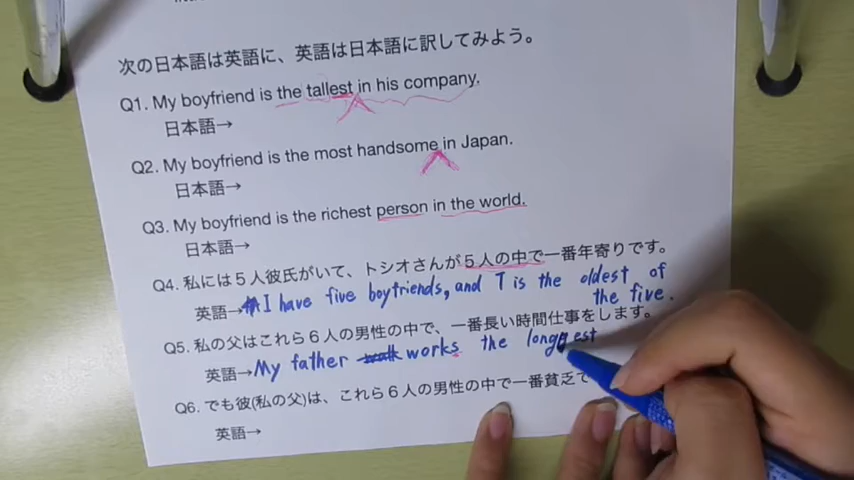 次の日本語は英語に、英語は日本語に訳してみよう。
Q1. My boyfriend is the tallest in his company.
日本語→
Q2. My boyfriend is the most handsome in Japan.
日本語→
Q3. My boyfriend is the richest person in the world.
日本語→
Q4. 私には5人彼氏がいて、トシオさんが5人の中で一番年寄りです。
英語→ I have five boyfriends, and T is the oldest of
the five.
Q5. 私の父はこれら6人の男性の中で、一番長い時間仕事をします。
英語→ My father walk works the longest
Q6. でも彼(私の父)は、これら6人の男性の中で一番貧乏で
英語→